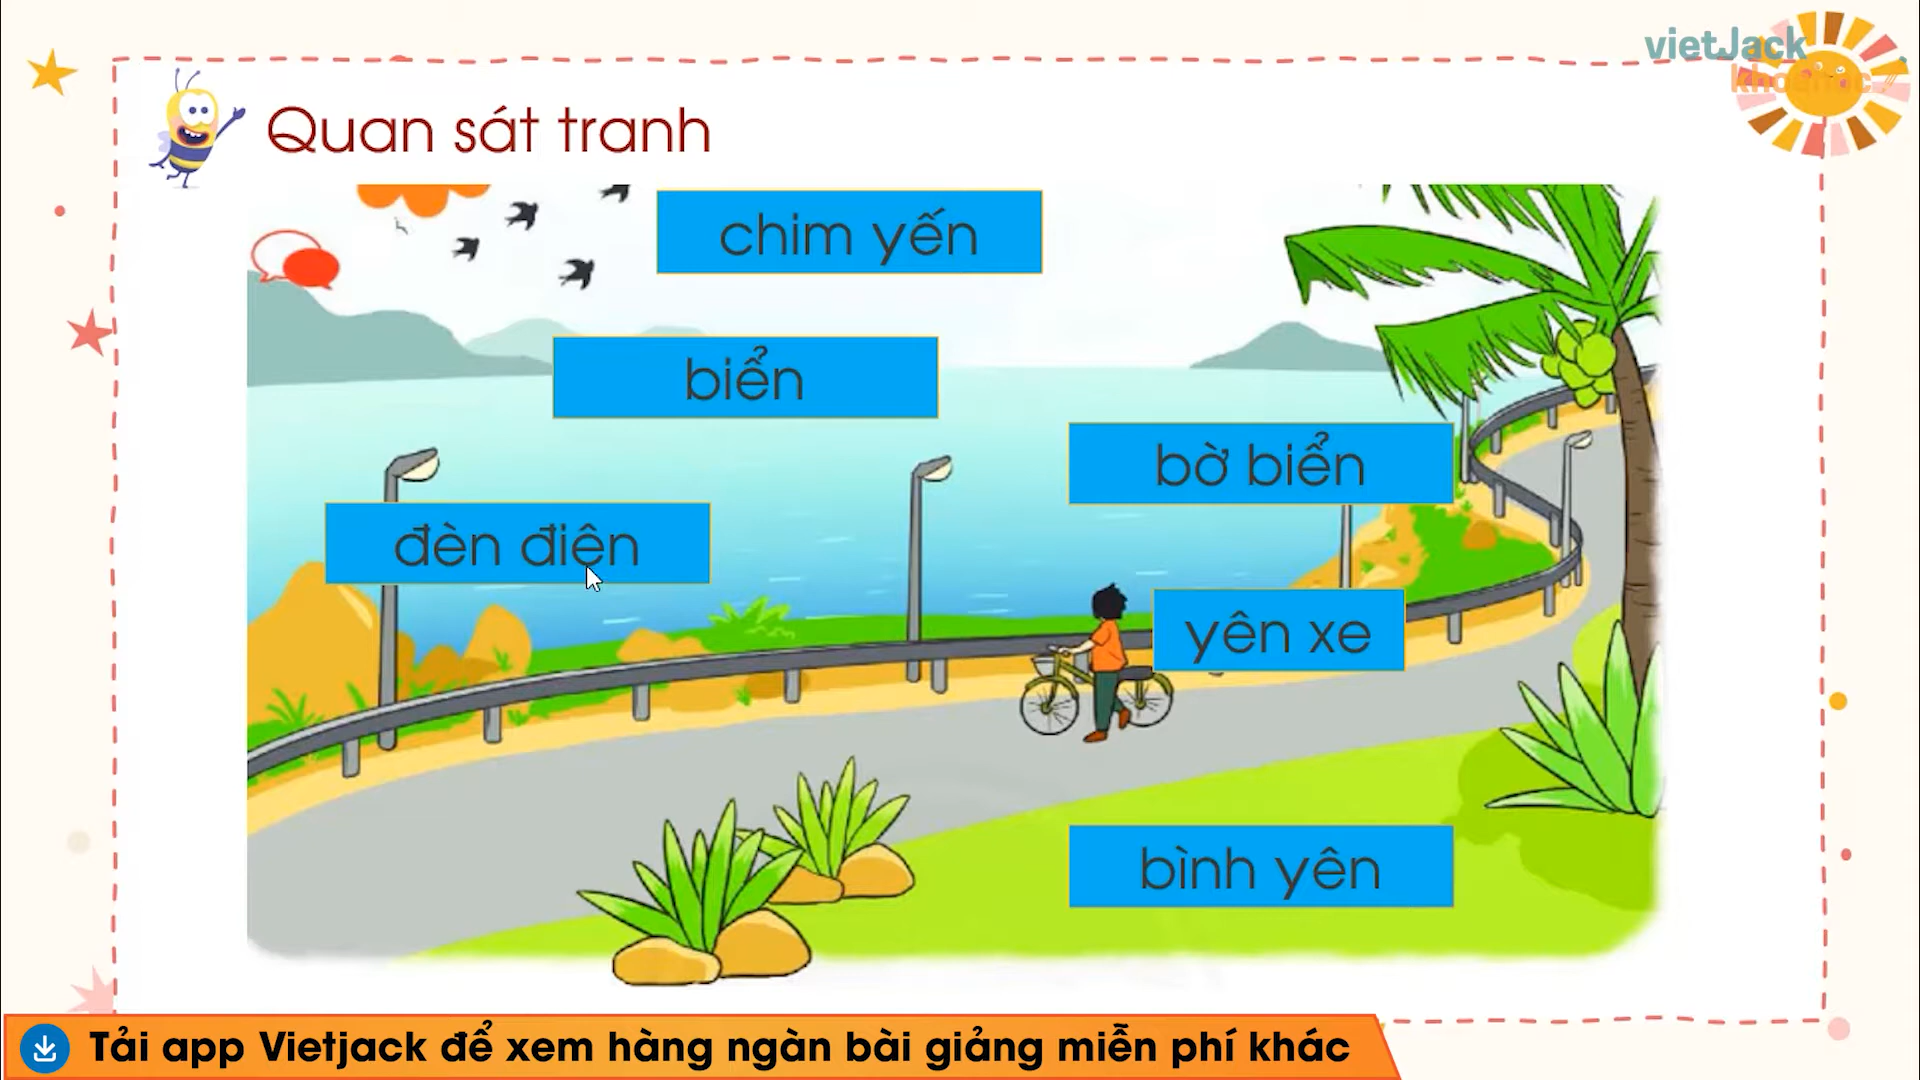 vietJack
Quan sát tranh
chim yến
biển
bờ biển
đèn điện
yên xe
bình yên
Tải app Vietjack để xem hàng ngàn bài giảng miễn phí khác